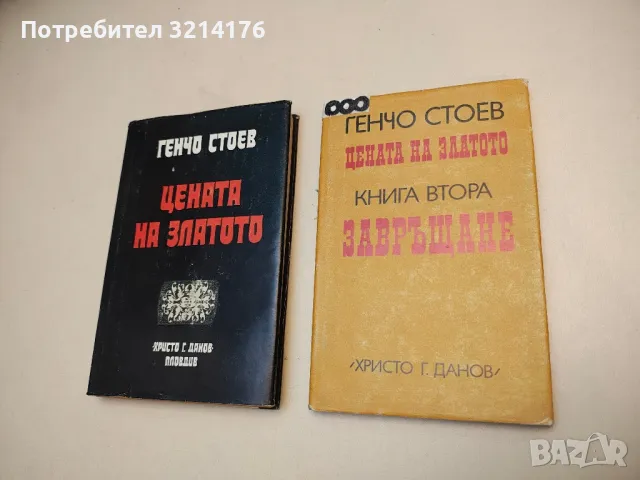 Потребител 3214176
ГЕНЧО СТОЕВ
ЦЕНАТА
НА ЗЛАТОТО
„ХРИСТО Г. ДАНОВ“
ПЛОВДИВ
ГЕНЧО СТОЕВ
ЦЕНАТА НА ЗЛАТОТО
КНИГА ВТОРА
ЗАВРЪЩАНЕ
„ХРИСТО Г. ДАНОВ“
BAZAR